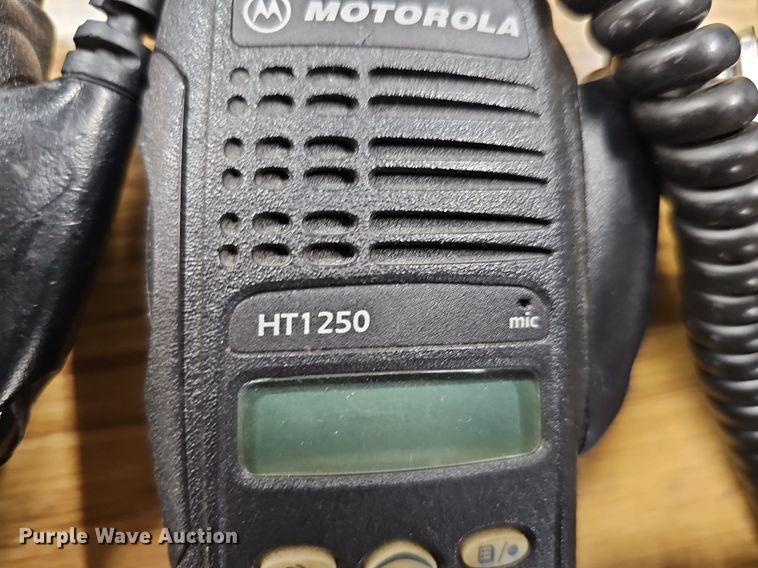 MOTOROLA
HT1250
mic
Purple Wave Auction